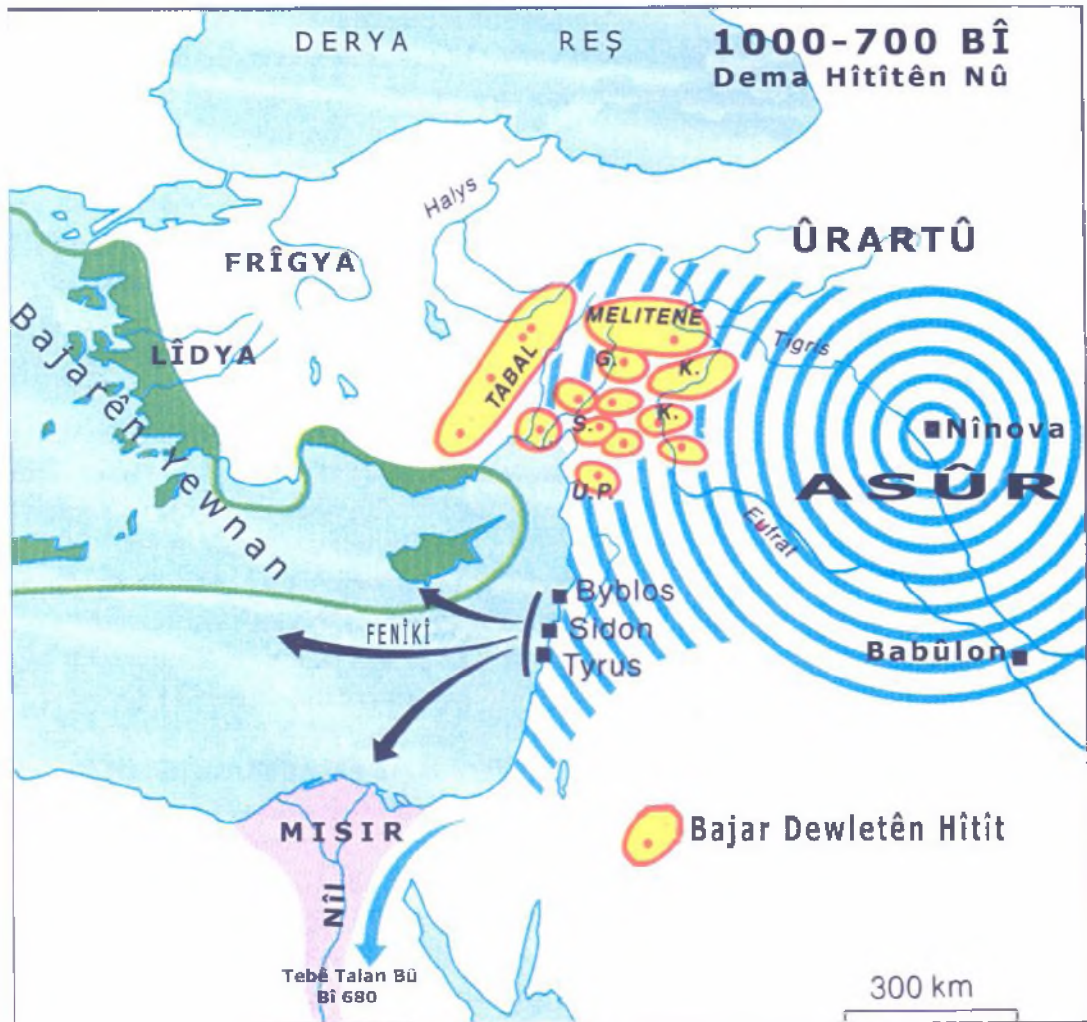 DERYA REŞ
1000-700 BÎ
Dema Hîtîtên Nû
Halys
ÛRARTÛ
FRÎGYA
MELITENE
Tigris
LÎDYA
TABAL
G.
K.
Bajarên Yewnan
S.
K.
Nînova
ASÛR
U.P.
Eufrat
Byblos
FENÎKÎ
Sidon
Babûlon
Tyrus
MISIR
Bajar Dewletên Hîtît
Nîl
Tebê Talan Bû
Bî 680
300 km